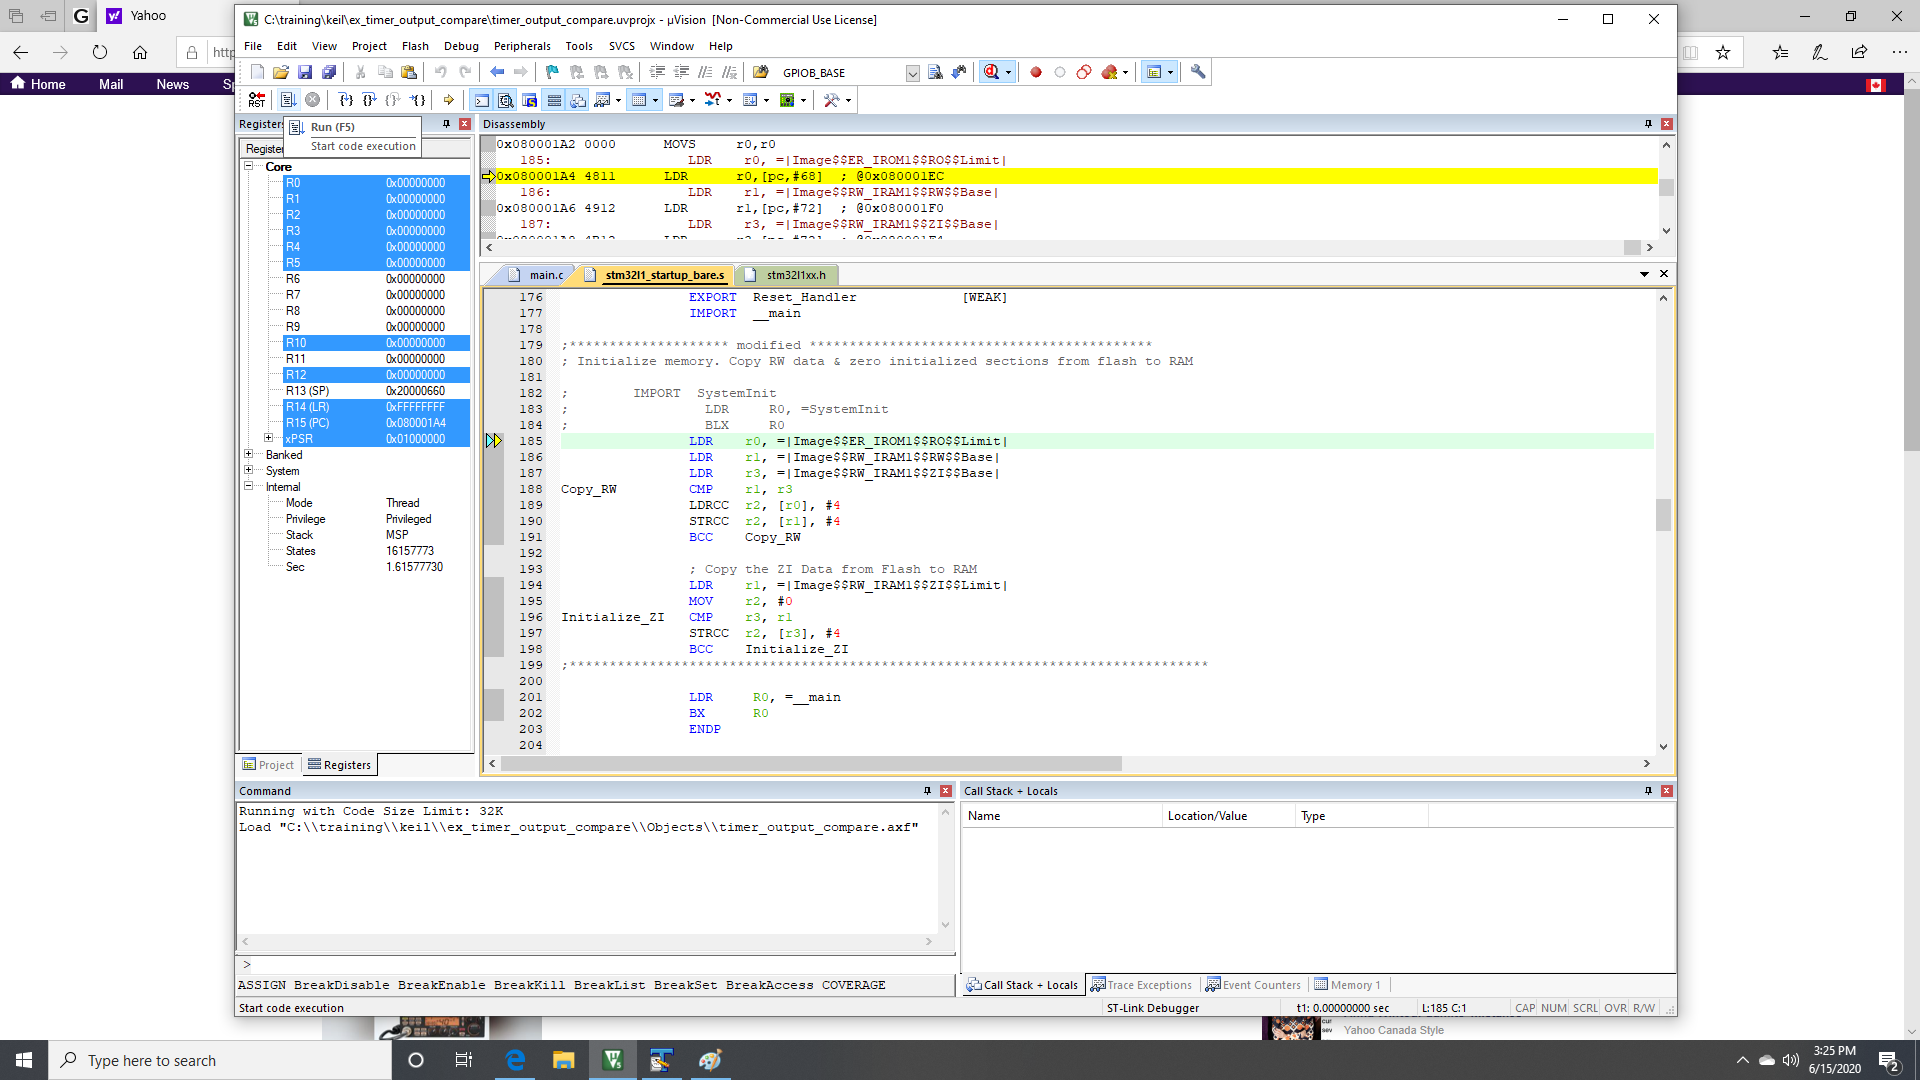 Yahoo
C:\training\keil\ex_timer_output_compare\timer_output_compare.uvprojx - µVision [Non-Commercial Use License]
File Edit View Project Flash Debug Peripherals Tools SVCS Window Help
GPIOB_BASE
Home Mail News
RST
Registers
Run (F5)
Start code execution
Disassembly
0x080001A2 0000 MOVS r0,r0
185: LDR r0, =|Image$$ER_IROM1$$RO$$Limit|
0x080001A4 4811 LDR r0,[pc,#68] ; @0x080001EC
186: LDR r1, =|Image$$RW_IRAM1$$RW$$Base|
0x080001A6 4912 LDR r1,[pc,#72] ; @0x080001F0
187: LDR r3, =|Image$$RW_IRAM1$$ZI$$Base|
Core
R0 0x00000000
R1 0x00000000
R2 0x00000000
R3 0x00000000
R4 0x00000000
R5 0x00000000
R6 0x00000000
R7 0x00000000
R8 0x00000000
R9 0x00000000
R10 0x00000000
R11 0x00000000
R12 0x00000000
R13 (SP) 0x20000660
R14 (LR) 0xFFFFFFFF
R15 (PC) 0x080001A4
xPSR 0x01000000
Banked
System
Internal
Mode Thread
Privilege Privileged
Stack MSP
States 16157773
Sec 1.61577730
Project Registers
main.c stm32l1_startup_bare.s stm32l1xx.h
176 EXPORT Reset_Handler [WEAK]
177 IMPORT __main
178
179 ;******************** modified *******************************************
180 ; Initialize memory. Copy RW data & zero initialized sections from flash to RAM
181
182 ; IMPORT SystemInit
183 ; LDR R0, =SystemInit
184 ; BLX R0
185 LDR r0, =|Image$$ER_IROM1$$RO$$Limit|
186 LDR r1, =|Image$$RW_IRAM1$$RW$$Base|
187 LDR r3, =|Image$$RW_IRAM1$$ZI$$Base|
188 Copy_RW CMP r1, r3
189 LDRCC r2, [r0], #4
190 STRCC r2, [r1], #4
191 BCC Copy_RW
192
193 ; Copy the ZI Data from Flash to RAM
194 LDR r1, =|Image$$RW_IRAM1$$ZI$$Limit|
195 MOV r2, #0
196 Initialize_ZI CMP r3, r1
197 STRCC r2, [r3], #4
198 BCC Initialize_ZI
199 ;********************************************************************************
200
201 LDR R0, =__main
202 BX R0
203 ENDP
204
Command
Running with Code Size Limit: 32K
Load "C:\\training\\keil\\ex_timer_output_compare\\Objects\\timer_output_compare.axf"
>
ASSIGN BreakDisable BreakEnable BreakKill BreakList BreakSet BreakAccess COVERAGE
Call Stack + Locals
Name Location/Value Type
Call Stack + Locals Trace Exceptions Event Counters Memory 1
Start code execution ST-Link Debugger t1: 0.00000000 sec L:185 C:1 CAP NUM SCRL OVR R/W
Yahoo Canada Style
Type here to search
3:25 PM
6/15/2020
2